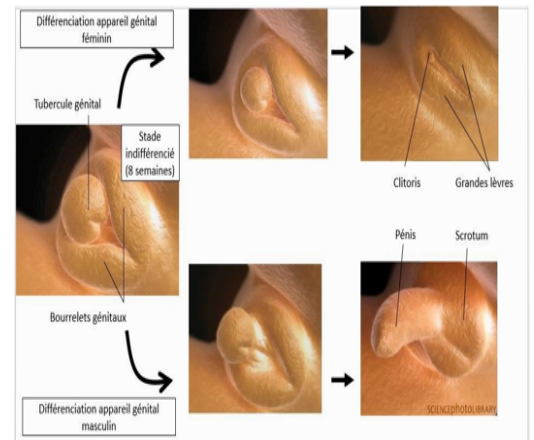 Différenciation appareil génital
féminin
Tubercule génital
Stade
indifférencié
(8 semaines)
Clitoris
Grandes lèvres
Pénis
Scrotum
Bourrelets génitaux
Différenciation appareil génital
masculin
SCIENCEPHOTOLIBRARY